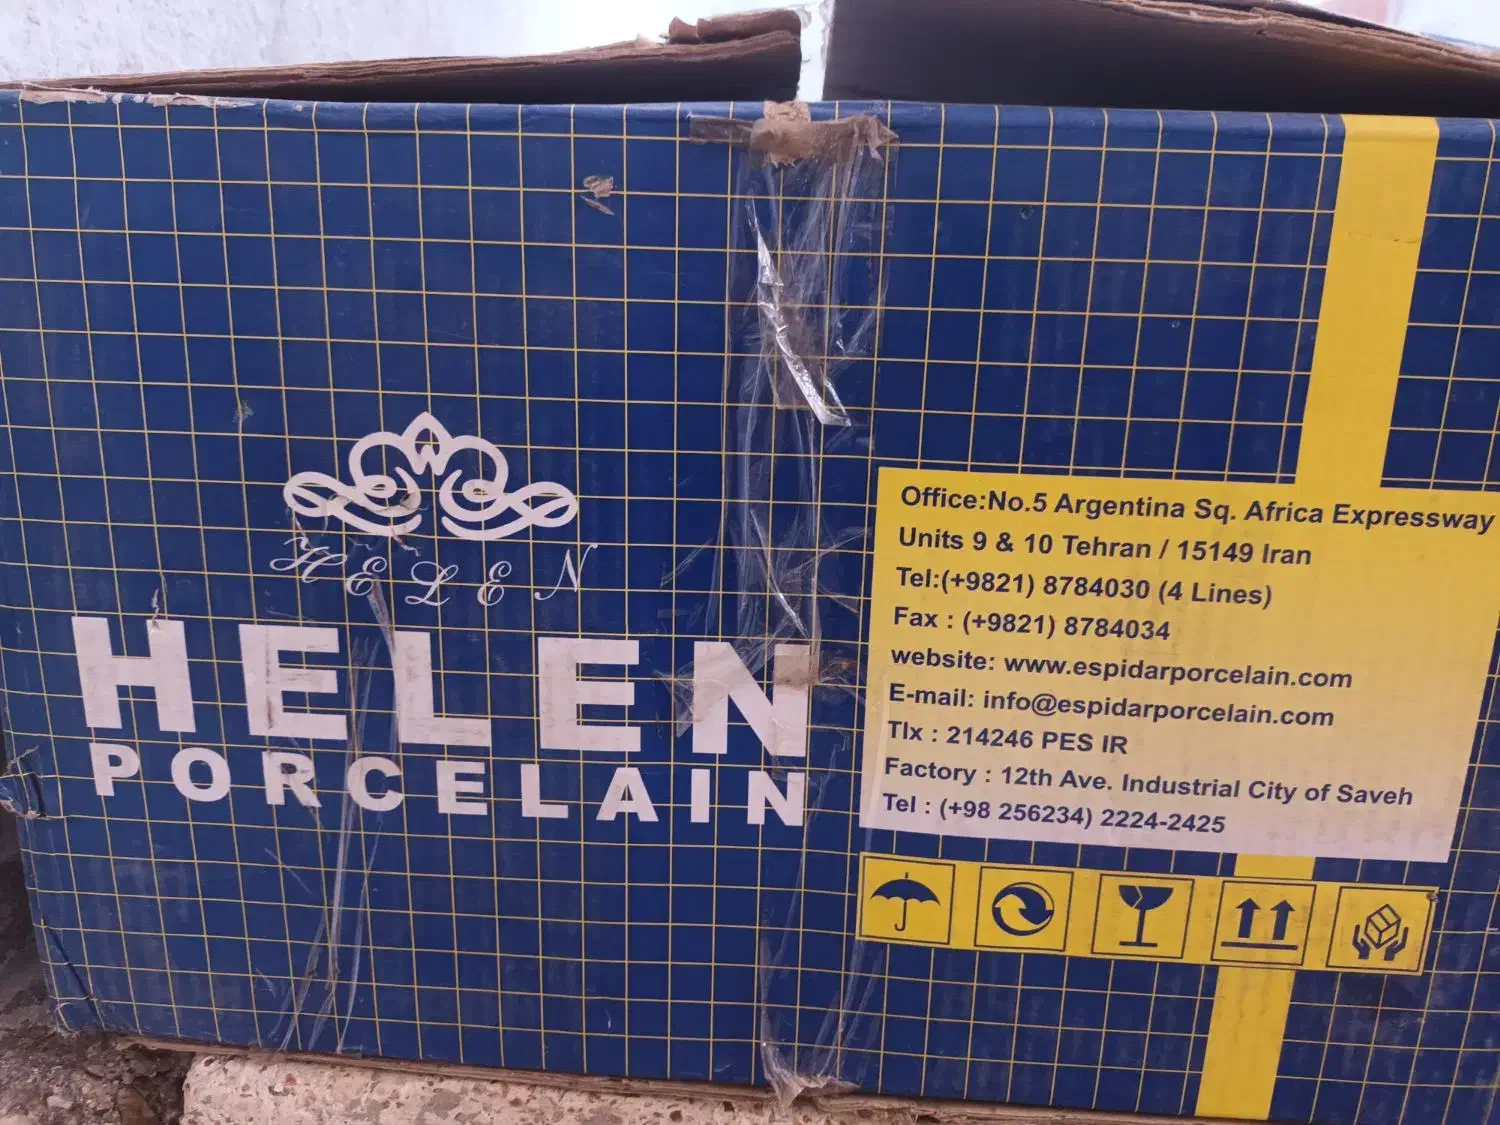 HELEN
HELEN
PORCELAIN
Office:No.5 Argentina Sq. Africa Expressway
Units 9 & 10 Tehran / 15149 Iran
Tel:(+9821) 8784030 (4 Lines)
Fax : (+9821) 8784034
website: www.espidarporcelain.com
E-mail: info@espidarporcelain.com
Tlx : 214246 PES IR
Factory : 12th Ave. Industrial City of Saveh
Tel : (+98 256234) 2224-2425